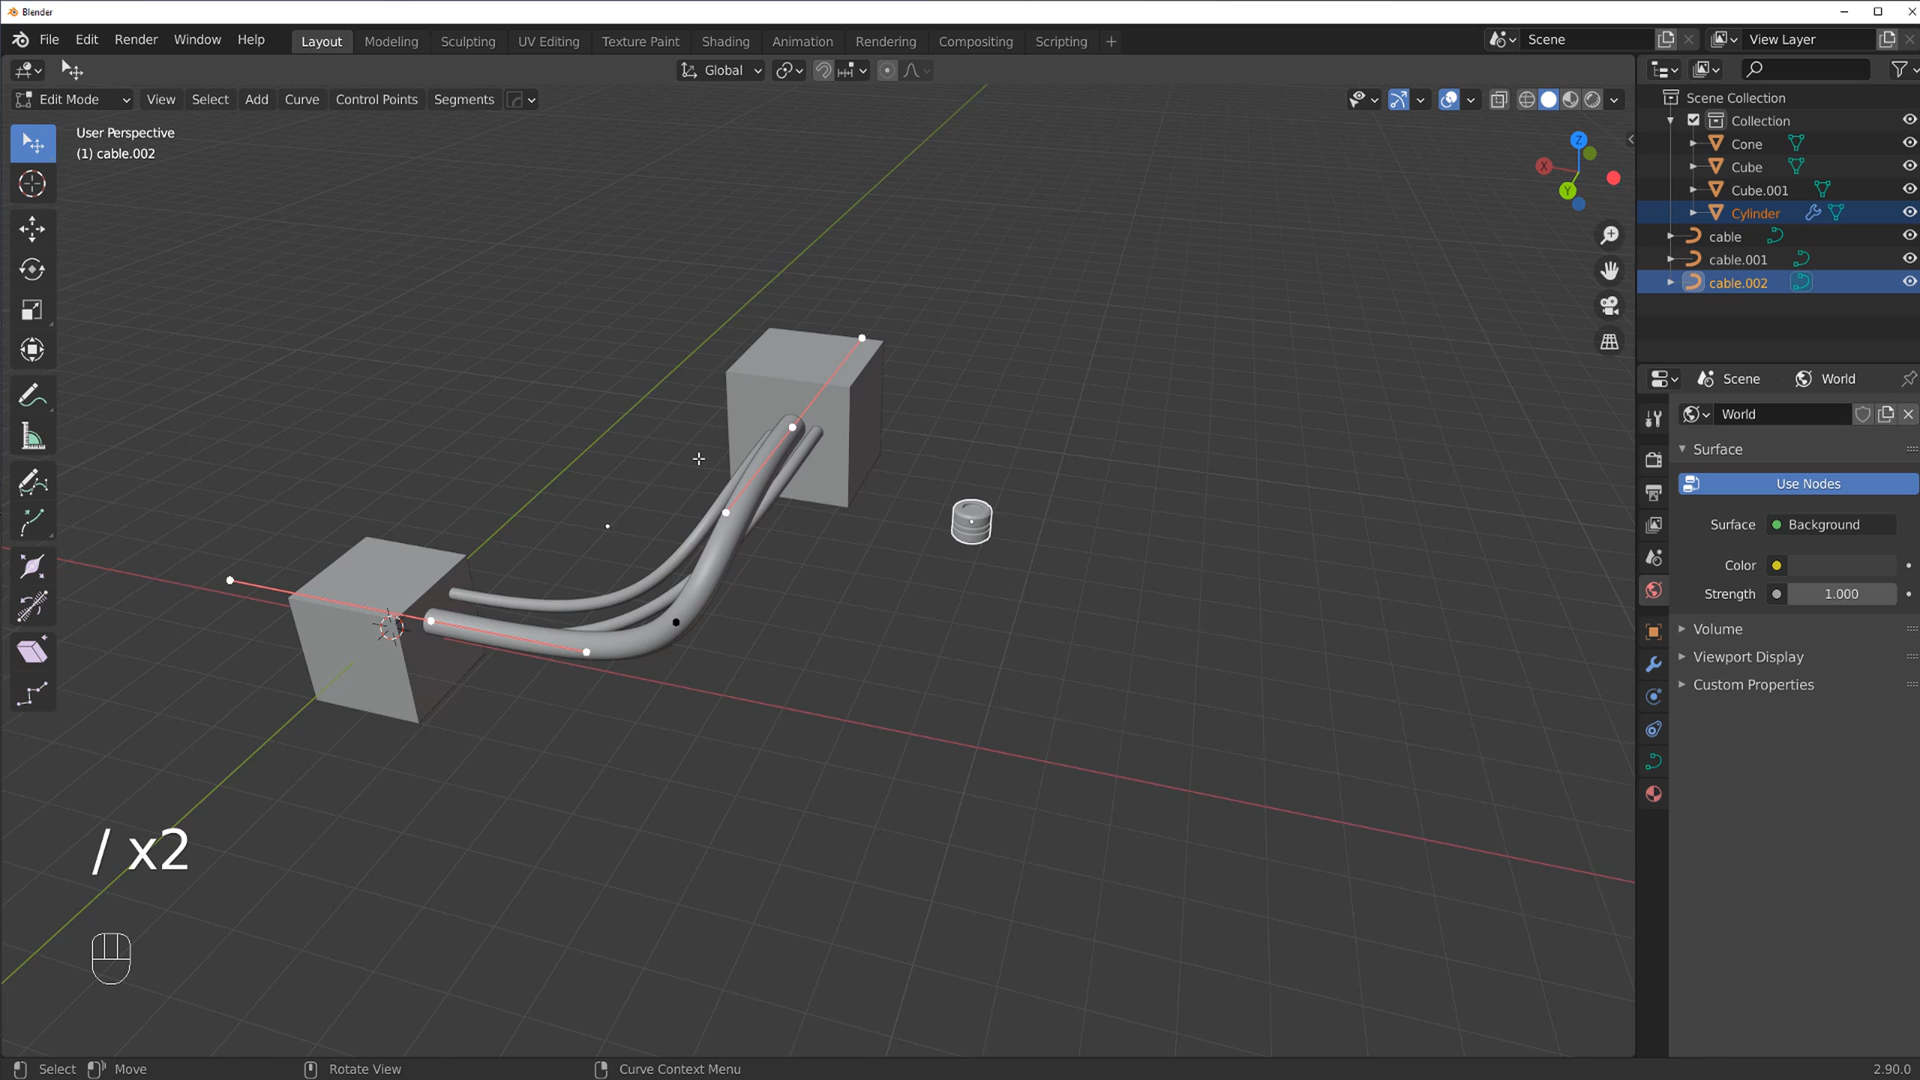 Blender
File Edit Render Window Help Layout Modeling Sculpting UV Editing Texture Paint Shading Animation Rendering Compositing Scripting + Scene View Layer
Global
Edit Mode View Select Add Curve Control Points Segments
User Perspective
(1) cable.002
Z
X
Y
Scene Collection
Collection
Cone
Cube
Cube.001
Cylinder
cable
cable.001
cable.002
Scene World
World
Surface
Use Nodes
Surface Background
Color
Strength 1.000
Volume
Viewport Display
Custom Properties
/ x2
Select Move Rotate View Curve Context Menu 2.90.0